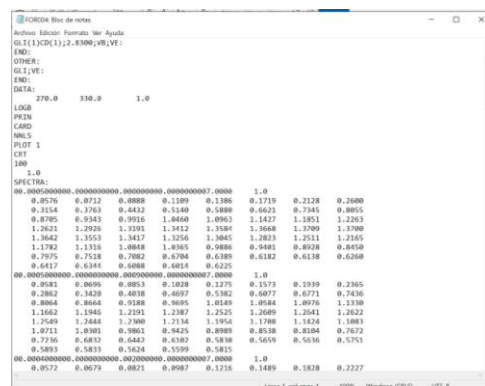 FOR004: Bloc de notas
Archivo Edición Formato Ver Ayuda
GLI(1)CD(1);2.8300;VB;VE:
END:
OTHER:
GLI;VE:
END:
DATA:
270.0 330.0 1.0
LOGB
PRIN
CARD
NNLS
PLOT 1
CRT
100
1.0
SPECTRA:
00.0005000000.0000000000.0000000000.0000000007.0000 1.0
0.0576 0.0712 0.0888 0.1109 0.1386 0.1719 0.2128 0.2600
0.3154 0.3763 0.4432 0.5140 0.5880 0.6621 0.7345 0.8055
0.8705 0.9343 0.9916 1.0460 1.0963 1.1427 1.1851 1.2263
1.2621 1.2926 1.3191 1.3412 1.3584 1.3668 1.3709 1.3700
1.3642 1.3553 1.3417 1.3256 1.3045 1.2823 1.2511 1.2165
1.1782 1.1316 1.0848 1.0365 0.9886 0.9401 0.8928 0.8450
0.7975 0.7518 0.7082 0.6704 0.6389 0.6182 0.6138 0.6260
0.6417 0.6344 0.6088 0.6014 0.6225
00.0005000000.0000000000.0009000000.0000000007.0000 1.0
0.0581 0.0696 0.0853 0.1028 0.1275 0.1573 0.1939 0.2365
0.2862 0.3420 0.4038 0.4697 0.5382 0.6077 0.6771 0.7436
0.8064 0.8664 0.9188 0.9695 1.0149 1.0584 1.0976 1.1330
1.1662 1.1946 1.2191 1.2387 1.2525 1.2609 1.2641 1.2622
1.2549 1.2444 1.2300 1.2134 1.1954 1.1708 1.1424 1.1083
1.0711 1.0301 0.9861 0.9425 0.8989 0.8538 0.8104 0.7672
0.7236 0.6832 0.6442 0.6102 0.5830 0.5659 0.5636 0.5751
0.5893 0.5833 0.5624 0.5599 0.5815
00.0004000000.0000000000.0020000000.0000000007.0000 1.0
0.0572 0.0679 0.0821 0.0987 0.1216 0.1489 0.1828 0.2227